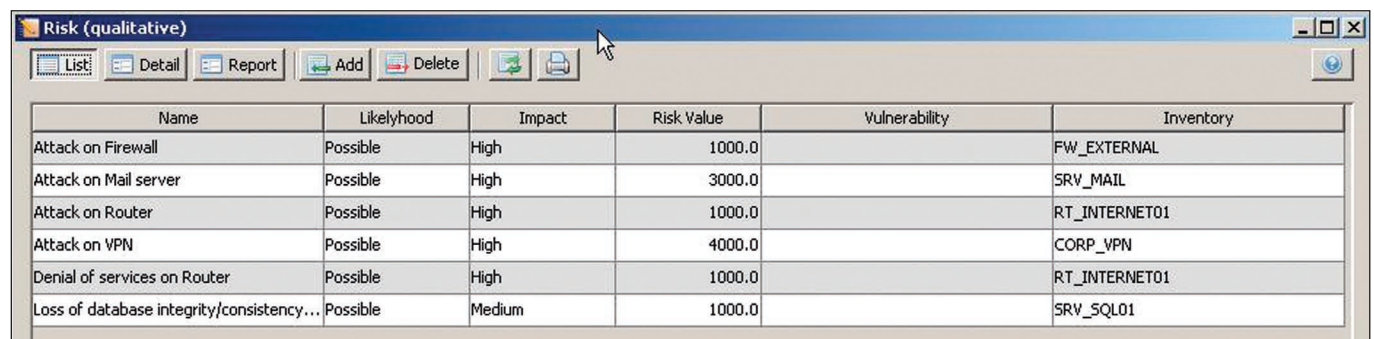 Risk (qualitative)
List Detail Report Add Delete
Name Likelyhood Impact Risk Value Vulnerability Inventory
Attack on Firewall Possible High 1000.0 FW_EXTERNAL
Attack on Mail server Possible High 3000.0 SRV_MAIL
Attack on Router Possible High 1000.0 RT_INTERNET01
Attack on VPN Possible High 4000.0 CORP_VPN
Denial of services on Router Possible High 1000.0 RT_INTERNET01
Loss of database integrity/consistency... Possible Medium 1000.0 SRV_SQL01